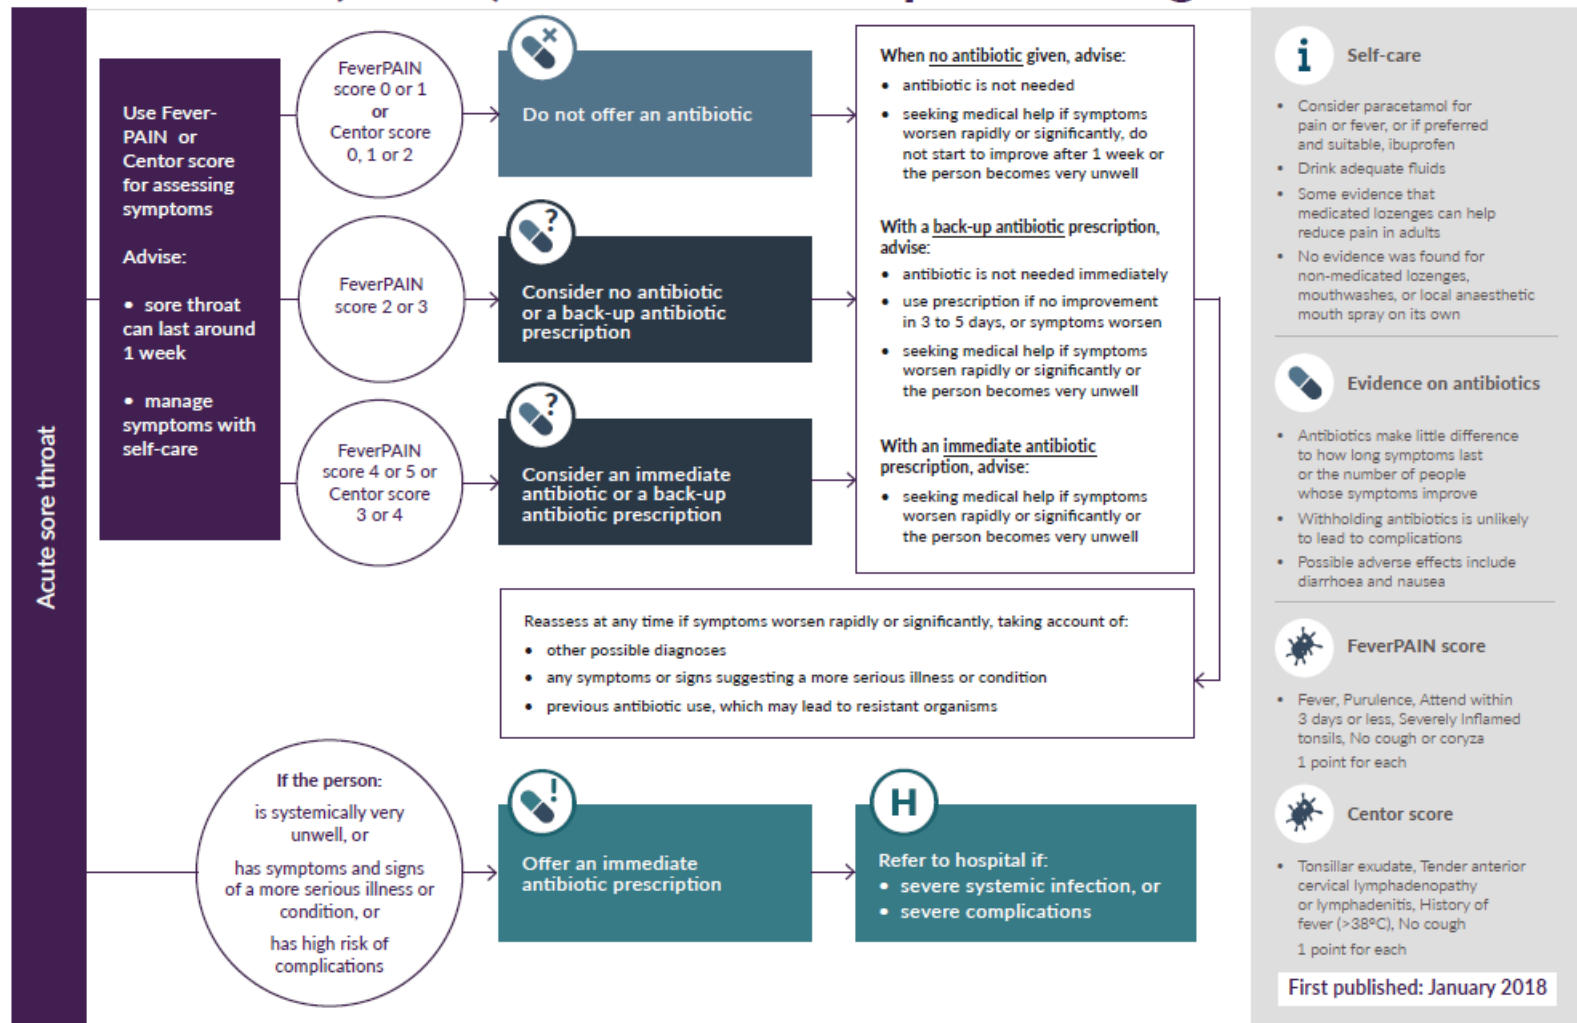 Acute sore throat
Use Fever-
PAIN or
Centor score
for assessing
symptoms
Advise:
• sore throat
can last around
1 week
• manage
symptoms with
self-care
FeverPAIN
score 0 or 1
or
Centor score
0, 1 or 2
Do not offer an antibiotic
FeverPAIN
score 2 or 3
Consider no antibiotic
or a back-up antibiotic
prescription
FeverPAIN
score 4 or 5 or
Centor score
3 or 4
Consider an immediate
antibiotic or a back-up
antibiotic prescription
When no antibiotic given, advise:
• antibiotic is not needed
• seeking medical help if symptoms
worsen rapidly or significantly, do
not start to improve after 1 week or
the person becomes very unwell
With a back-up antibiotic prescription,
advise:
• antibiotic is not needed immediately
• use prescription if no improvement
in 3 to 5 days, or symptoms worsen
• seeking medical help if symptoms
worsen rapidly or significantly or
the person becomes very unwell
With an immediate antibiotic
prescription, advise:
• seeking medical help if symptoms
worsen rapidly or significantly or
the person becomes very unwell
Reassess at any time if symptoms worsen rapidly or significantly, taking account of:
• other possible diagnoses
• any symptoms or signs suggesting a more serious illness or condition
• previous antibiotic use, which may lead to resistant organisms
If the person:
is systemically very
unwell, or
has symptoms and signs
of a more serious illness or
condition, or
has high risk of
complications
Offer an immediate
antibiotic prescription
H
Refer to hospital if:
• severe systemic infection, or
• severe complications
Self-care
• Consider paracetamol for
pain or fever, or if preferred
and suitable, ibuprofen
• Drink adequate fluids
• Some evidence that
medicated lozenges can help
reduce pain in adults
• No evidence was found for
non-medicated lozenges,
mouthwashes, or local anaesthetic
mouth spray on its own
Evidence on antibiotics
• Antibiotics make little difference
to how long symptoms last
or the number of people
whose symptoms improve
• Withholding antibiotics is unlikely
to lead to complications
• Possible adverse effects include
diarrhoea and nausea
FeverPAIN score
• Fever, Purulence, Attend within
3 days or less, Severely Inflamed
tonsils, No cough or coryza
1 point for each
Centor score
• Tonsillar exudate, Tender anterior
cervical lymphadenopathy
or lymphadenitis, History of
fever (>38°C), No cough
1 point for each
First published: January 2018